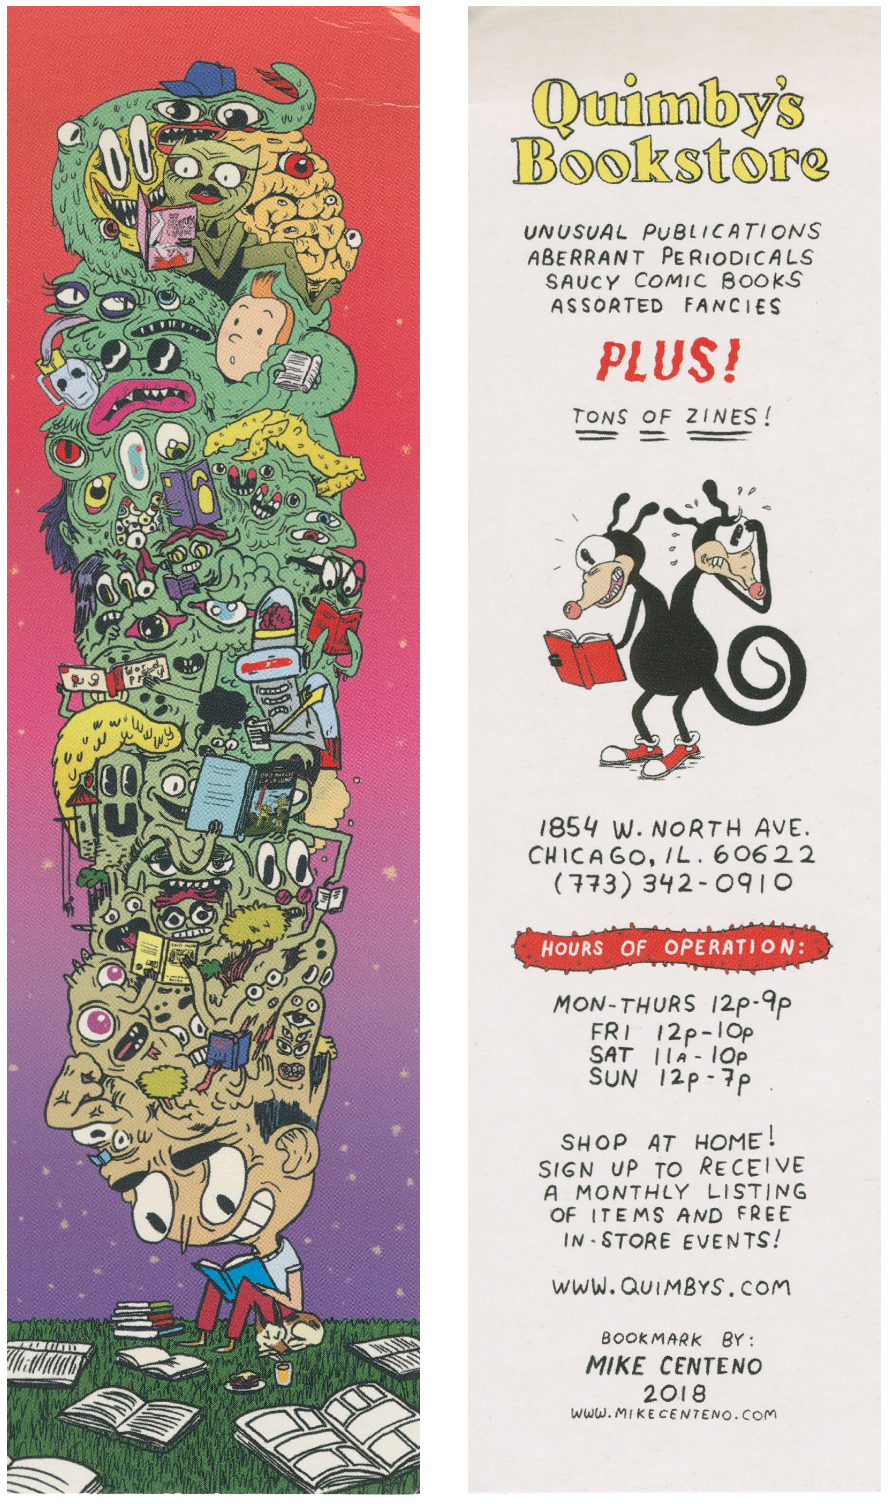 Quimby's
Bookstore
UNUSUAL PUBLICATIONS
ABERRANT PERIODICALS
SAUCY COMIC BOOKS
ASSORTED FANCIES
PLUS!
TONS OF ZINES!
1854 W. NORTH AVE.
CHICAGO, IL. 60622
(773) 342-0910
HOURS OF OPERATION:
MON-THURS 12P-9P
FRI 12P-10P
SAT 11A-10P
SUN 12P-7P
SHOP AT HOME!
SIGN UP TO RECEIVE
A MONTHLY LISTING
OF ITEMS AND FREE
IN-STORE EVENTS!
WWW.QUIMBYS.COM
BOOKMARK BY:
MIKE CENTENO
2018
WWW.MIKECENTENO.COM